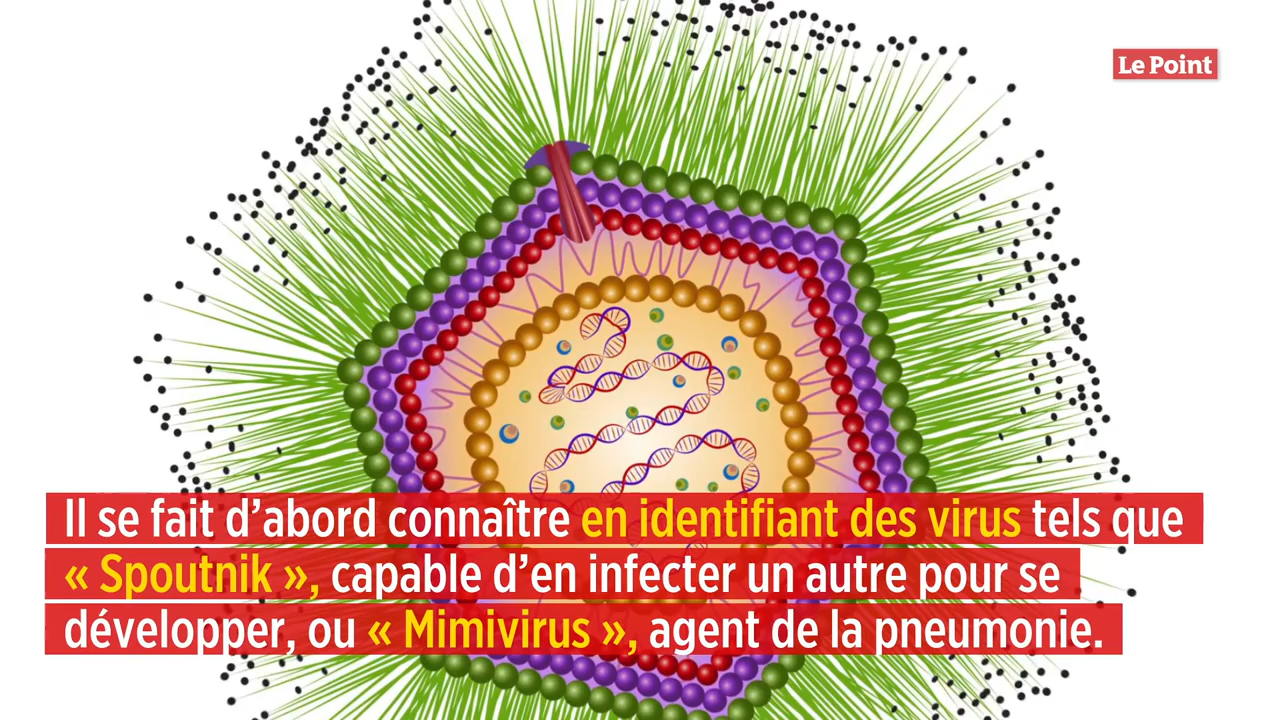 Le Point
Il se fait d’abord connaître en identifiant des virus tels que
« Spoutnik », capable d’en infecter un autre pour se
développer, ou « Mimivirus », agent de la pneumonie.